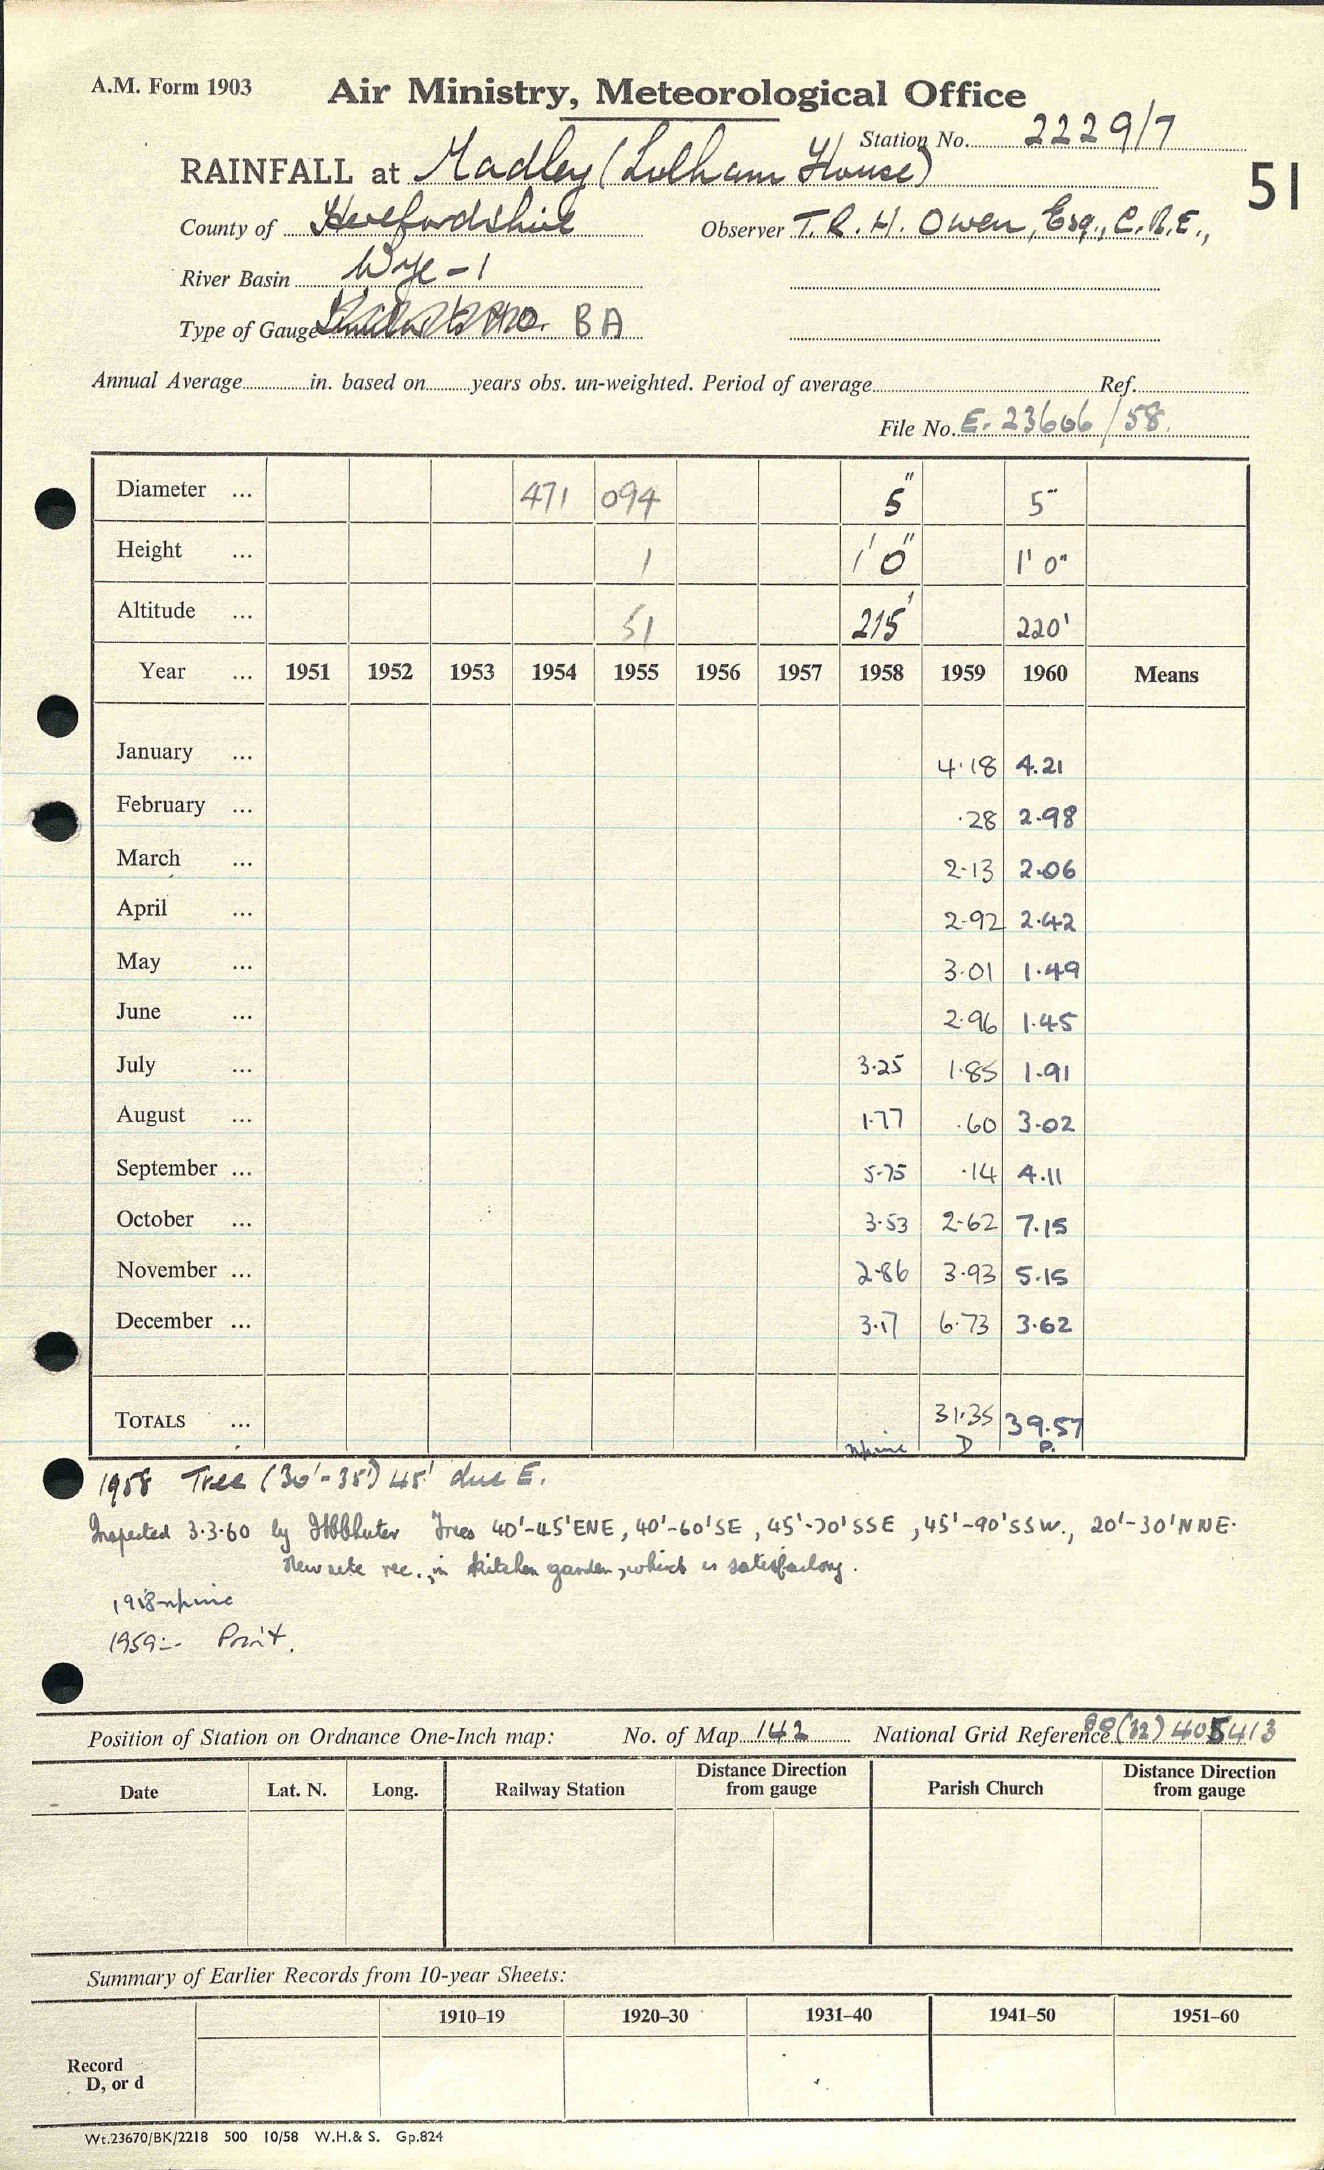 A.M. Form 1903 Air Ministry, Meteorological Office
Station No. 2229/7
RAINFALL at Madley (Lulham House)
51
County of Herefordshire Observer T. R. H. Owen, Esq., C.B.E.,
River Basin Wye - 1
Type of Gauge BA
Annual Average in. based on years obs. un-weighted. Period of average Ref.
File No. E. 23606/58.
Diameter ... 471 094 5" 5"
Height ... 1 1' 0" 1' 0"
Altitude ... 51 215' 220'
Year ... 1951 1952 1953 1954 1955 1956 1957 1958 1959 1960 Means
January ... 4.18 4.21
February ... .28 2.98
March ... 2.13 2.06
April ... 2.92 2.42
May ... 3.01 1.49
June ... 2.96 1.45
July ... 3.25 1.85 1.91
August ... 1.77 .60 3.02
September ... 5.75 .14 4.11
October ... 3.53 2.62 7.15
November ... 2.86 3.93 5.15
December ... 3.17 6.73 3.62
TOTALS ... 31.35 39.57
D P.
1958 Tree (30'-35') 45' due E.
Inspected 3.3.60 by Trees 40'-45' ENE, 40'-60' SE, 45'-70' SSE, 45'-90' SSW., 20'-30' NNE.
New site rec., in kitchen garden, which is satisfactory.
1958
1959:- Print.
Position of Station on Ordnance One-Inch map: No. of Map 142 National Grid Reference (32) 405413
Date Lat. N. Long. Railway Station Distance Direction from gauge Parish Church Distance Direction from gauge
Summary of Earlier Records from 10-year Sheets:
1910–19 1920–30 1931–40 1941–50 1951–60
Record
D, or d
Wt.23670/BK/2218 500 10/58 W.H.& S. Gp.824